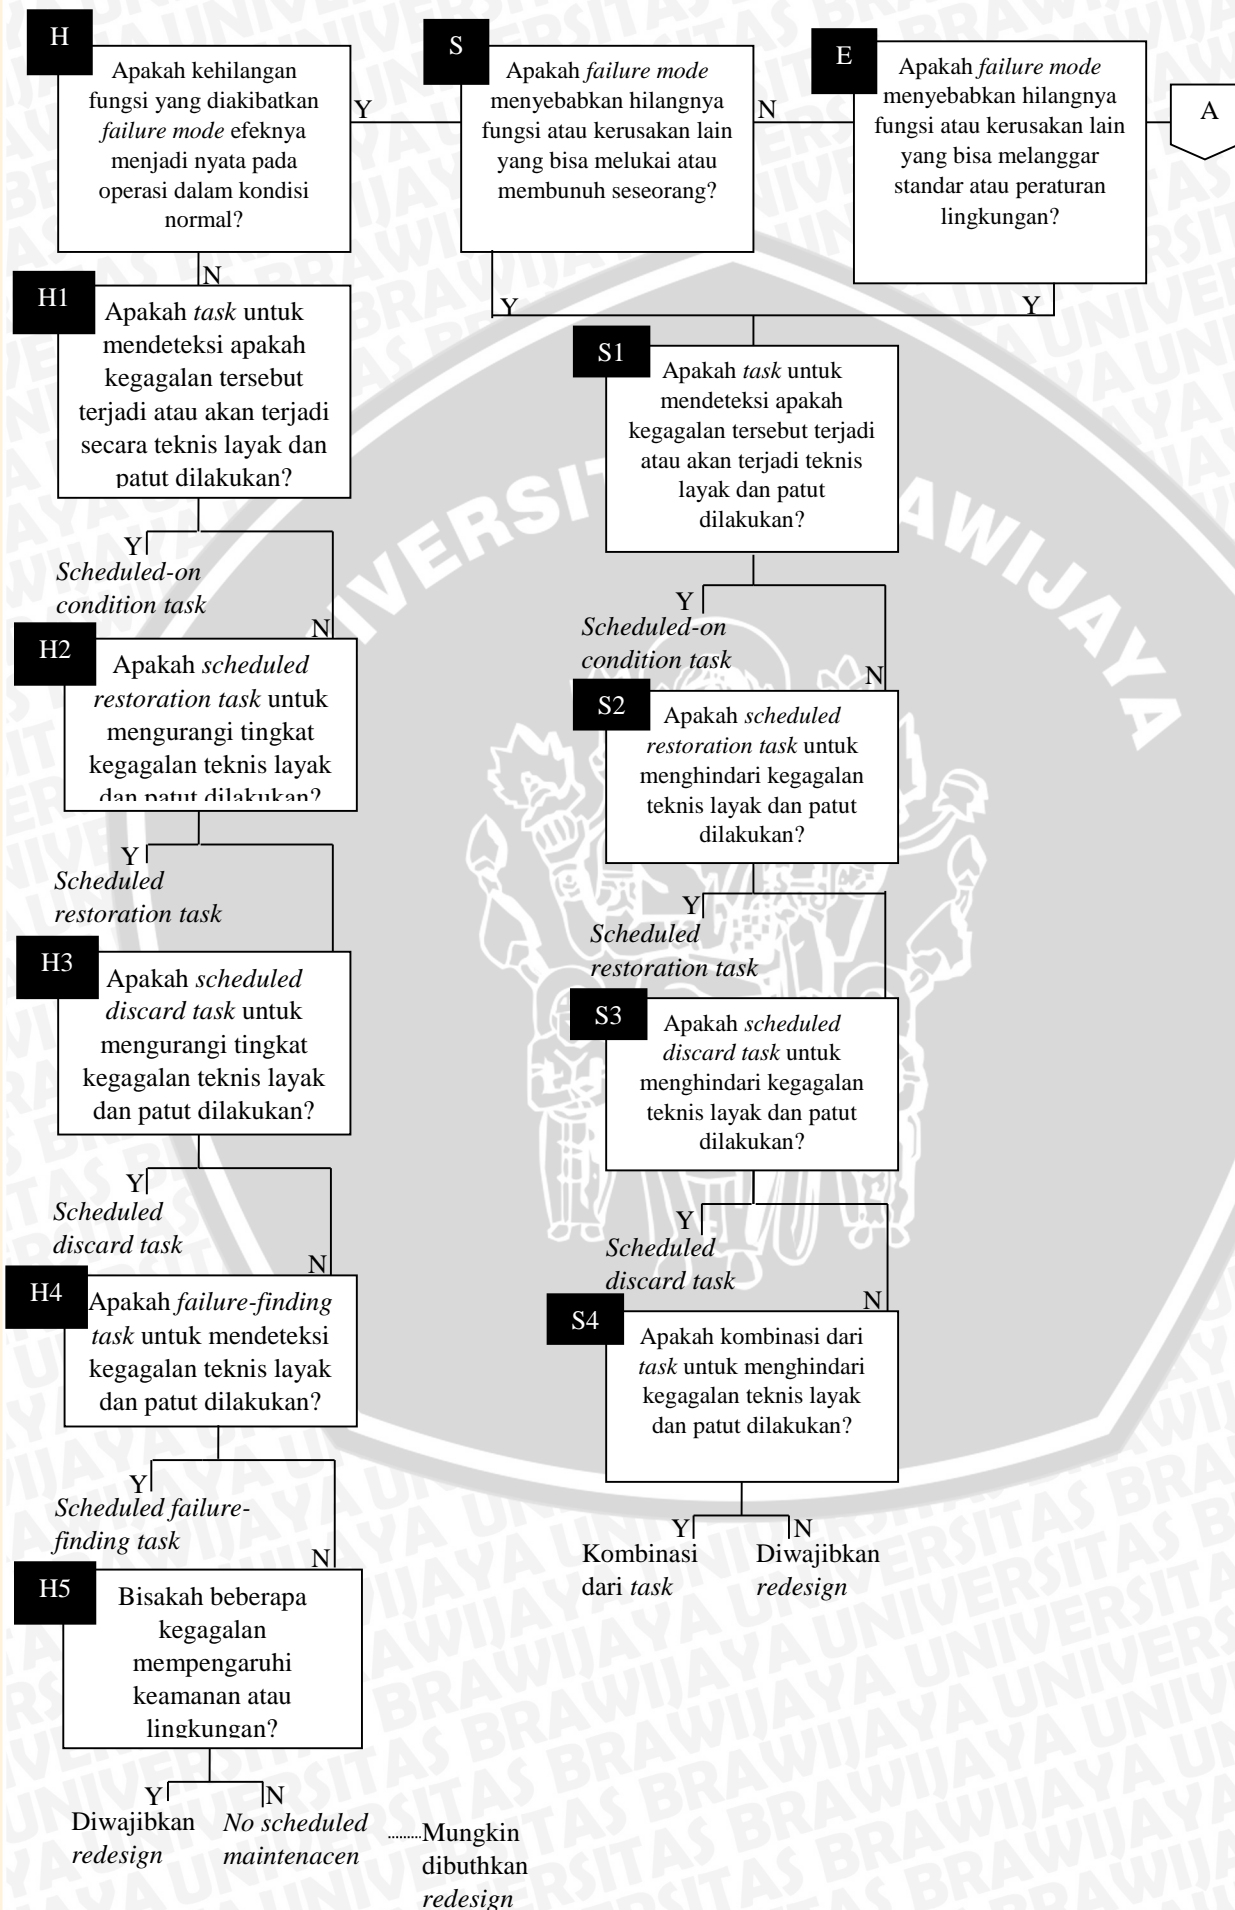 H
Apakah kehilangan
fungsi yang diakibatkan
failure mode efeknya
menjadi nyata pada
operasi dalam kondisi
normal?
Y
S
Apakah failure mode
menyebabkan hilangnya
fungsi atau kerusakan lain
yang bisa melukai atau
membunuh seseorang?
N
E
Apakah failure mode
menyebabkan hilangnya
fungsi atau kerusakan lain
yang bisa melanggar
standar atau peraturan
lingkungan?
A
N
Y
Y
H1
Apakah task untuk
mendeteksi apakah
kegagalan tersebut
terjadi atau akan terjadi
secara teknis layak dan
patut dilakukan?
Y
Scheduled-on
condition task
N
H2
Apakah scheduled
restoration task untuk
mengurangi tingkat
kegagalan teknis layak
dan patut dilakukan?
Y
Scheduled
restoration task
H3
Apakah scheduled
discard task untuk
mengurangi tingkat
kegagalan teknis layak
dan patut dilakukan?
Y
Scheduled
discard task
N
H4
Apakah failure-finding
task untuk mendeteksi
kegagalan teknis layak
dan patut dilakukan?
Y
Scheduled failure-
finding task
N
H5
Bisakah beberapa
kegagalan
mempengaruhi
keamanan atau
lingkungan?
Y
N
Diwajibkan
redesign
No scheduled
maintenacen
.........Mungkin
dibuthkan
redesign
S1
Apakah task untuk
mendeteksi apakah
kegagalan tersebut terjadi
atau akan terjadi teknis
layak dan patut
dilakukan?
Y
Scheduled-on
condition task
N
S2
Apakah scheduled
restoration task untuk
menghindari kegagalan
teknis layak dan patut
dilakukan?
Y
Scheduled
restoration task
S3
Apakah scheduled
discard task untuk
menghindari kegagalan
teknis layak dan patut
dilakukan?
Y
Scheduled
discard task
N
S4
Apakah kombinasi dari
task untuk menghindari
kegagalan teknis layak
dan patut dilakukan?
Y
N
Kombinasi
dari task
Diwajibkan
redesign